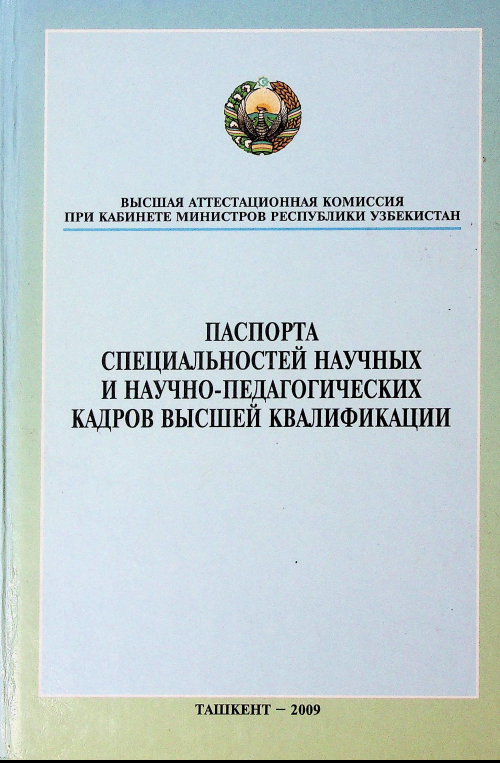 ВЫСШАЯ АТТЕСТАЦИОННАЯ КОМИССИЯ
ПРИ КАБИНЕТЕ МИНИСТРОВ РЕСПУБЛИКИ УЗБЕКИСТАН
ПАСПОРТА
СПЕЦИАЛЬНОСТЕЙ НАУЧНЫХ
И НАУЧНО-ПЕДАГОГИЧЕСКИХ
КАДРОВ ВЫСШЕЙ КВАЛИФИКАЦИИ
ТАШКЕНТ – 2009